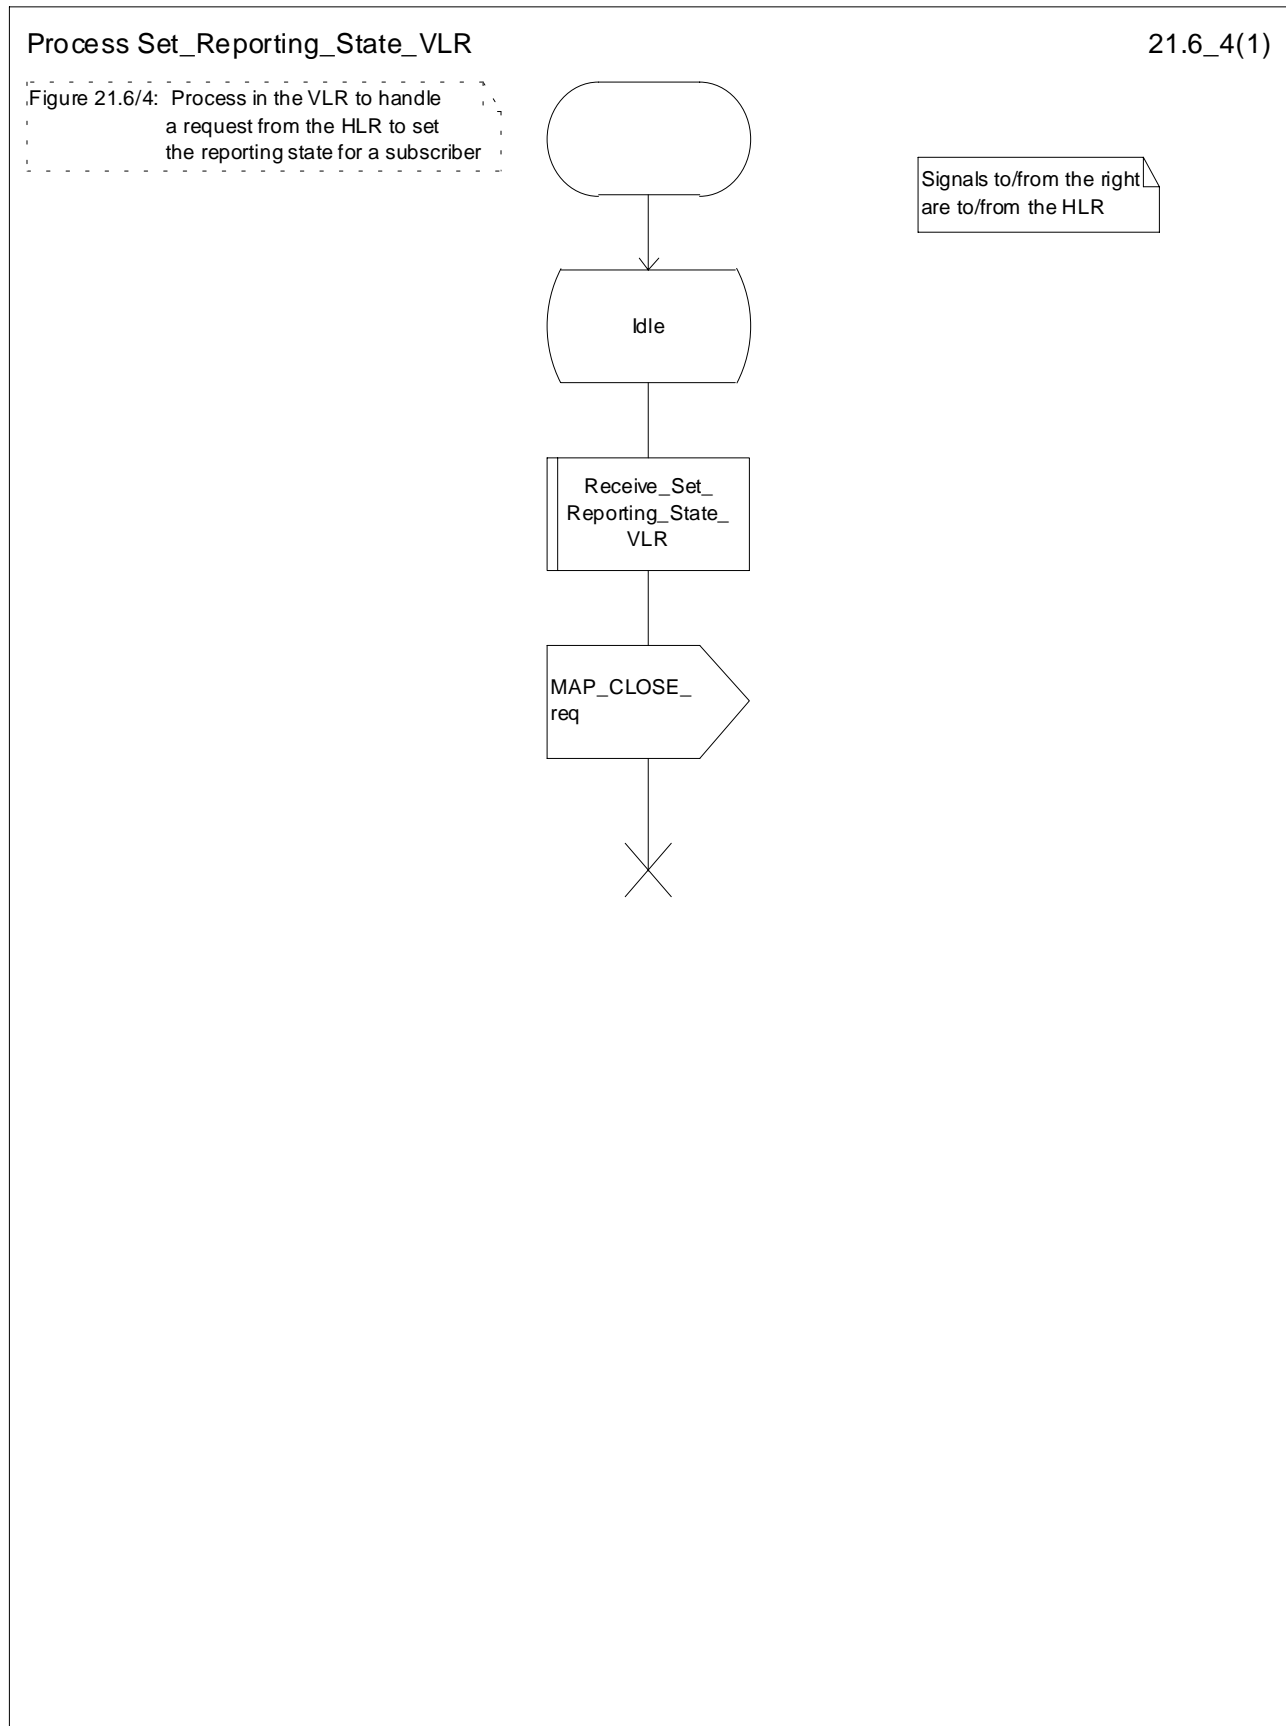 Process Set_Reporting_State_VLR
21.6_4(1)
Figure 21.6/4: Process in the VLR to handle
a request from the HLR to set
the reporting state for a subscriber
Signals to/from the right
are to/from the HLR
Idle
Receive_Set_
Reporting_State_
VLR
MAP_CLOSE_
req